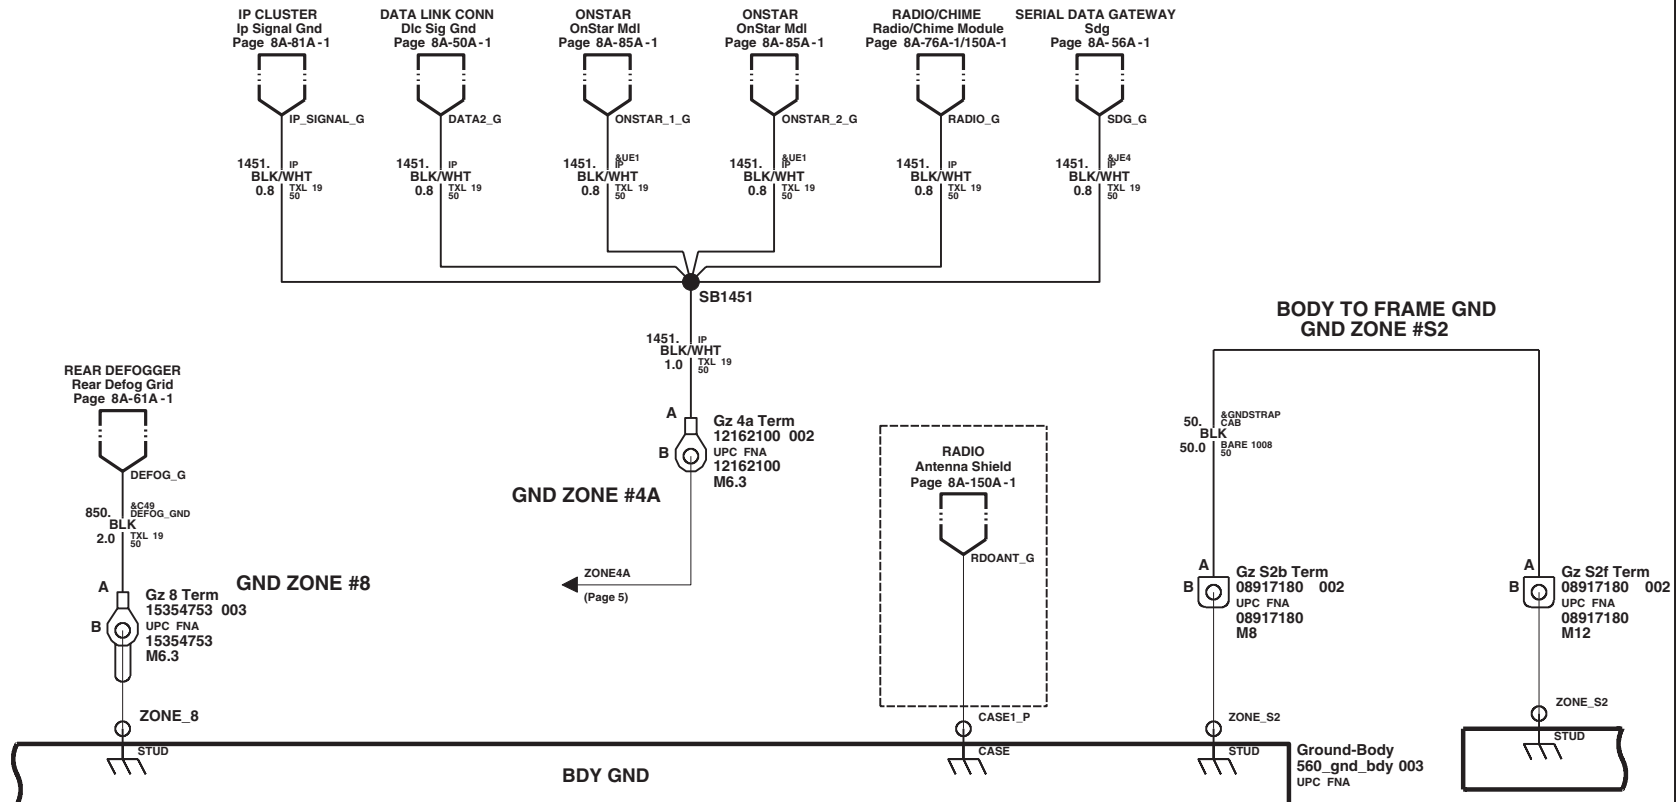 IP CLUSTER
Ip Signal Gnd
Page 8A-81A-1
DATA LINK CONN
Dlc Sig Gnd
Page 8A-50A-1
ONSTAR
OnStar Mdl
Page 8A-85A-1
ONSTAR
OnStar Mdl
Page 8A-85A-1
RADIO/CHIME
Radio/Chime Module
Page 8A-76A-1/150A-1
SERIAL DATA GATEWAY
Sdg
Page 8A-56A-1
IP_SIGNAL_G
DATA2_G
ONSTAR_1_G
ONSTAR_2_G
RADIO_G
SDG_G
1451. IP
BLK/WHT
0.8 TXL 19
50
1451. IP
BLK/WHT
0.8 TXL 19
50
&UE1
1451. IP
BLK/WHT
0.8 TXL 19
50
&UE1
1451. IP
BLK/WHT
0.8 TXL 19
50
1451. IP
BLK/WHT
0.8 TXL 19
50
&JE4
1451. IP
BLK/WHT
0.8 TXL 19
50
SB1451
1451. IP
BLK/WHT
1.0 TXL 19
50
BODY TO FRAME GND
GND ZONE #S2
REAR DEFOGGER
Rear Defog Grid
Page 8A-61A-1
DEFOG_G
&C49
850. DEFOG_GND
BLK
2.0 TXL 19
50
A
B
Gz 8 Term
15354753 003
UPC FNA
15354753
M6.3
GND ZONE #8
ZONE_8
STUD
A
B
Gz 4a Term
12162100 002
UPC FNA
12162100
M6.3
GND ZONE #4A
ZONE4A
(Page 5)
RADIO
Antenna Shield
Page 8A-150A-1
RDOANT_G
CASE1_P
CASE
&GNDSTRAP
50. CAB
BLK
50.0 BARE 1008
50
A
B
Gz S2b Term
08917180 002
UPC FNA
08917180
M8
ZONE_S2
STUD
A
B
Gz S2f Term
08917180 002
UPC FNA
08917180
M12
ZONE_S2
STUD
BDY GND
Ground-Body
560_gnd_bdy 003
UPC FNA